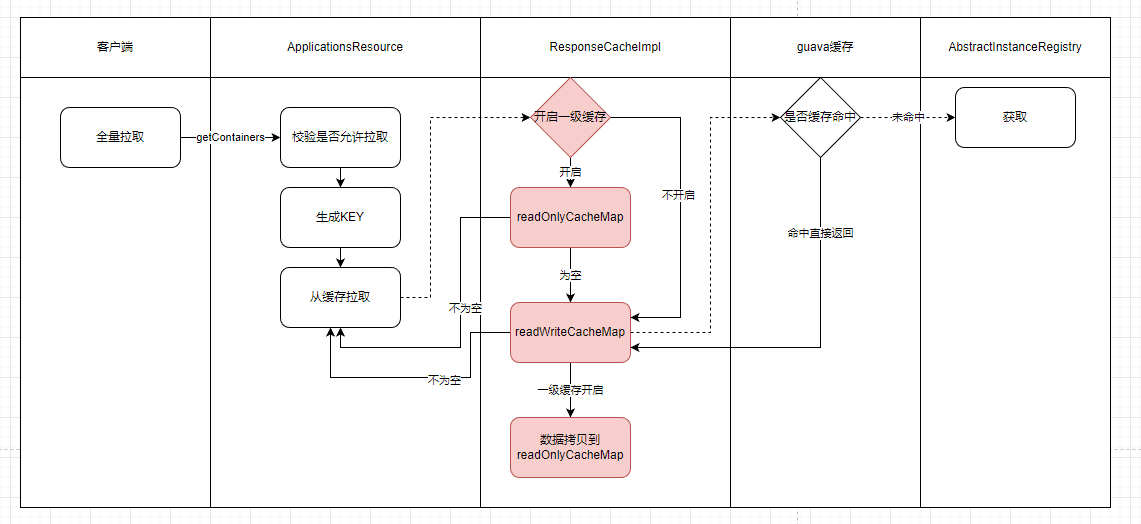 客户端
ApplicationsResource
ResponseCacheImpl
guava缓存
AbstractInstanceRegistry
全量拉取
getContainers
校验是否允许拉取
生成KEY
从缓存拉取
开启一级缓存
开启
不开启
readOnlyCacheMap
为空
不为空
readWriteCacheMap
不为空
一级缓存开启
数据拷贝到
readOnlyCacheMap
是否缓存命中
未命中
命中直接返回
获取